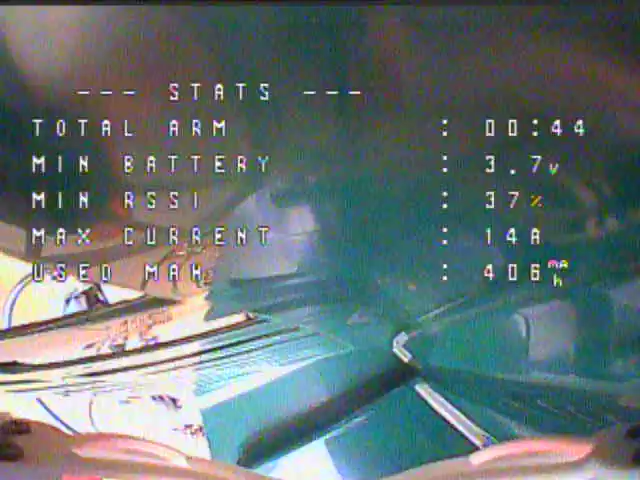 --- STATS ---
TOTAL ARM : 00:44
MIN BATTERY : 3.7V
MIN RSSI : 37%
MAX CURRENT : 14A
USED MAH : 406mAh